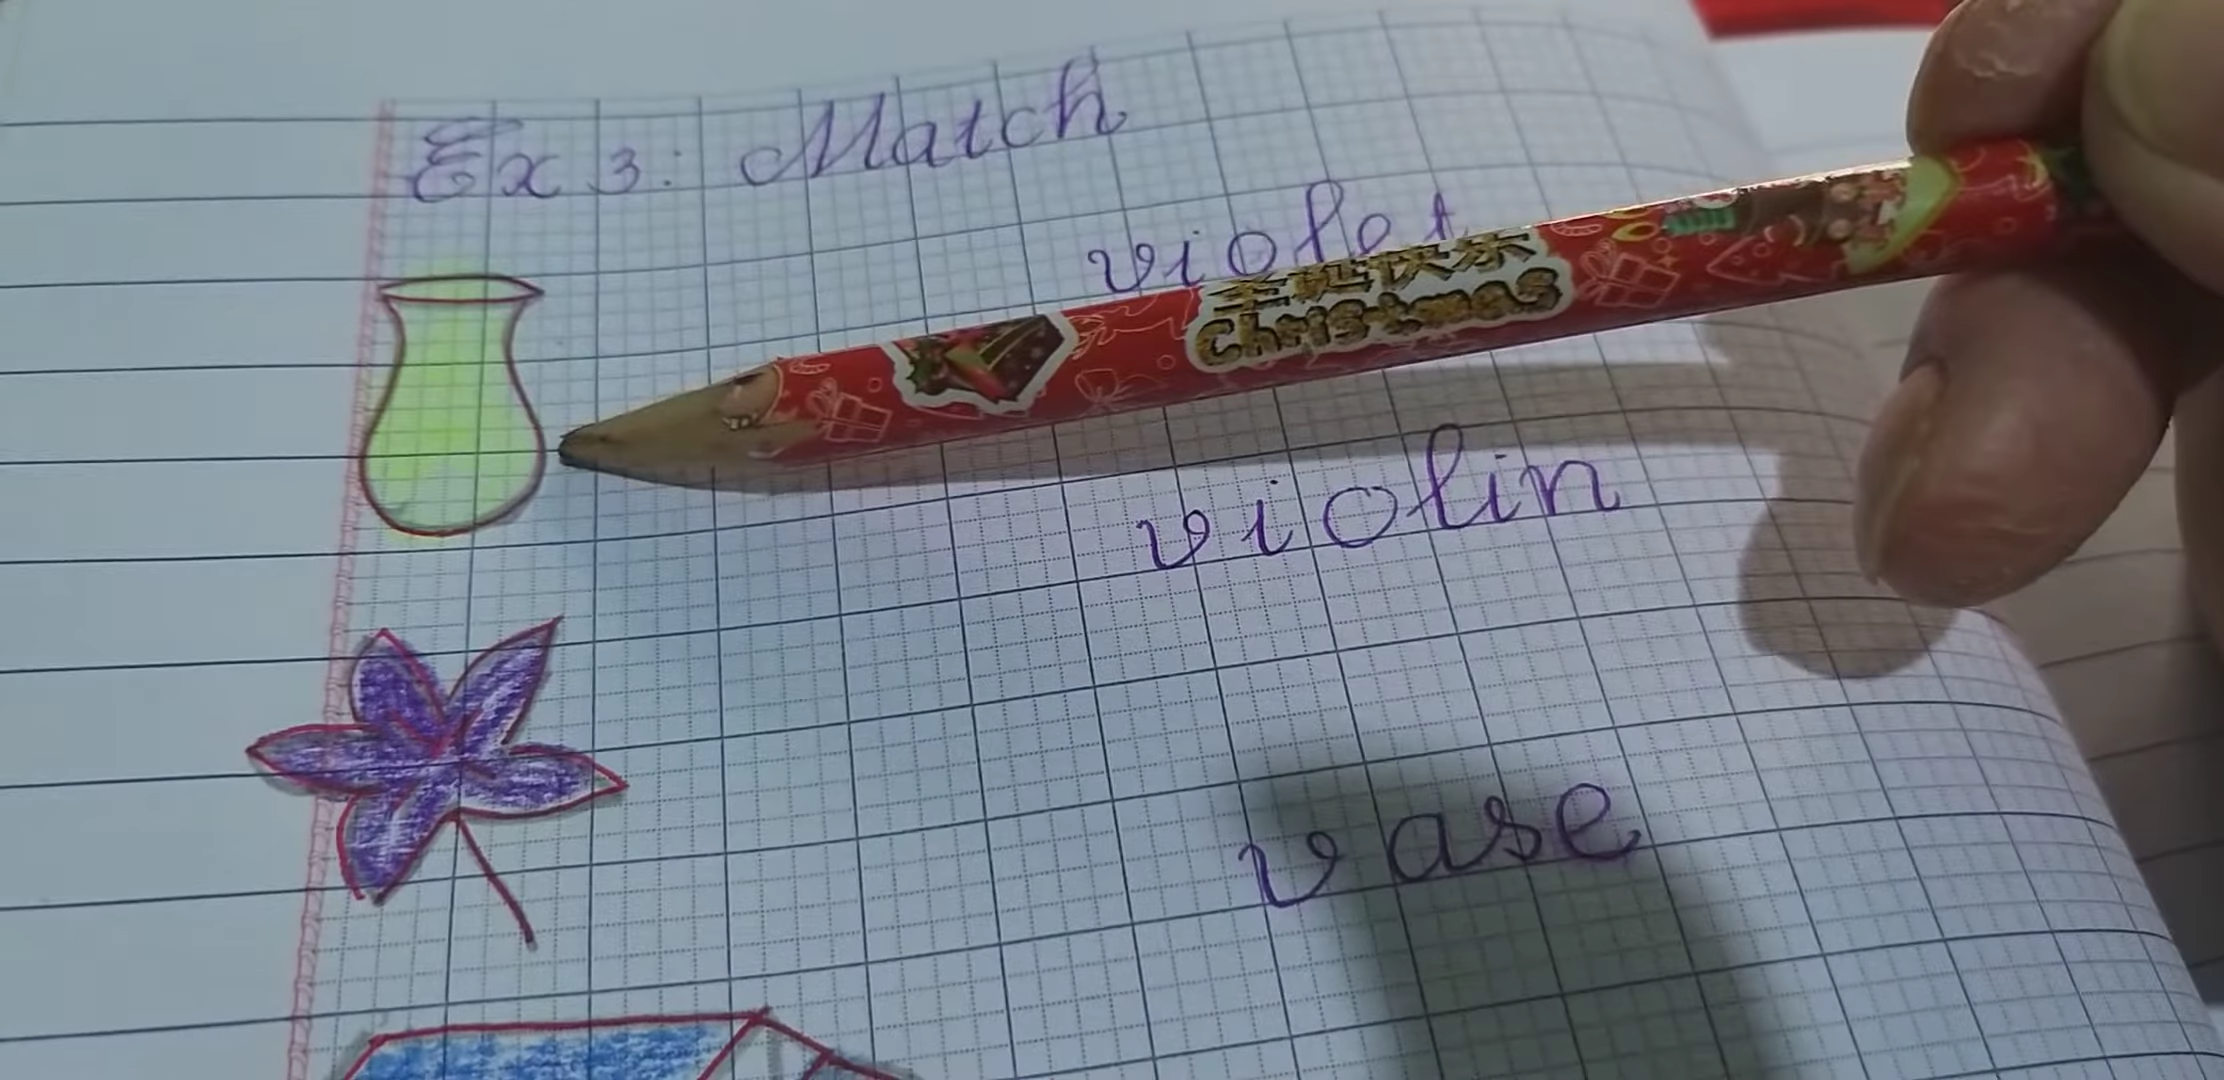 Ex 3: Match
violet
圣诞快乐
Christmas
violin
vase